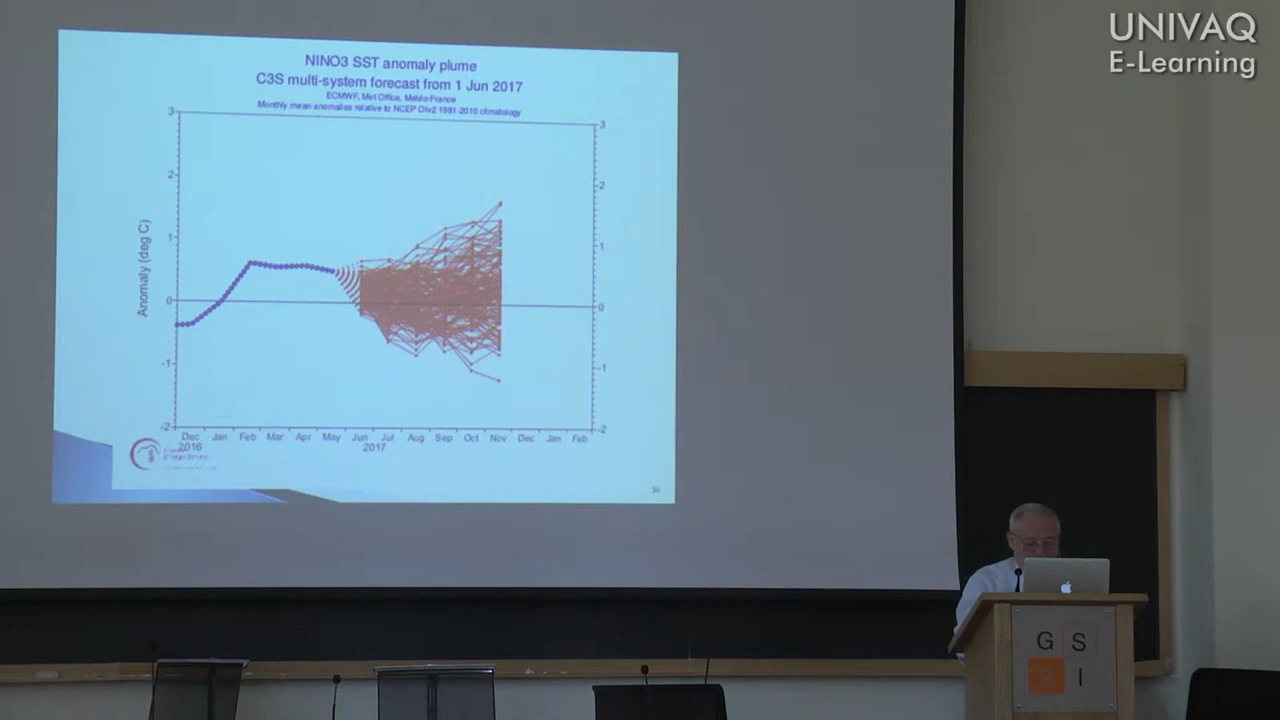 UNIVAQ
E-Learning
NINO3 SST anomaly plume
C3S multi-system forecast from 1 Jun 2017
ECMWF, Met Office, Météo-France
Monthly mean anomalies relative to NCEP OIv2 1981-2010 climatology
3
3
2
2
1
1
0
0
-1
-1
-2
-2
Anomaly (deg C)
Dec Jan Feb Mar Apr May Jun Jul Aug Sep Oct Nov Dec Jan Feb
2016 2017
36
G S
I